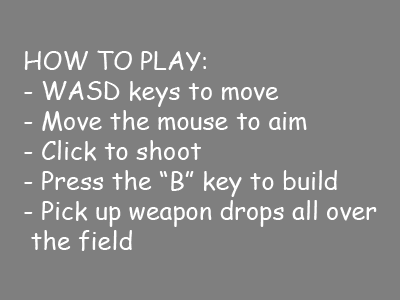 HOW TO PLAY:
- WASD keys to move
- Move the mouse to aim
- Click to shoot
- Press the “B” key to build
- Pick up weapon drops all over
the field